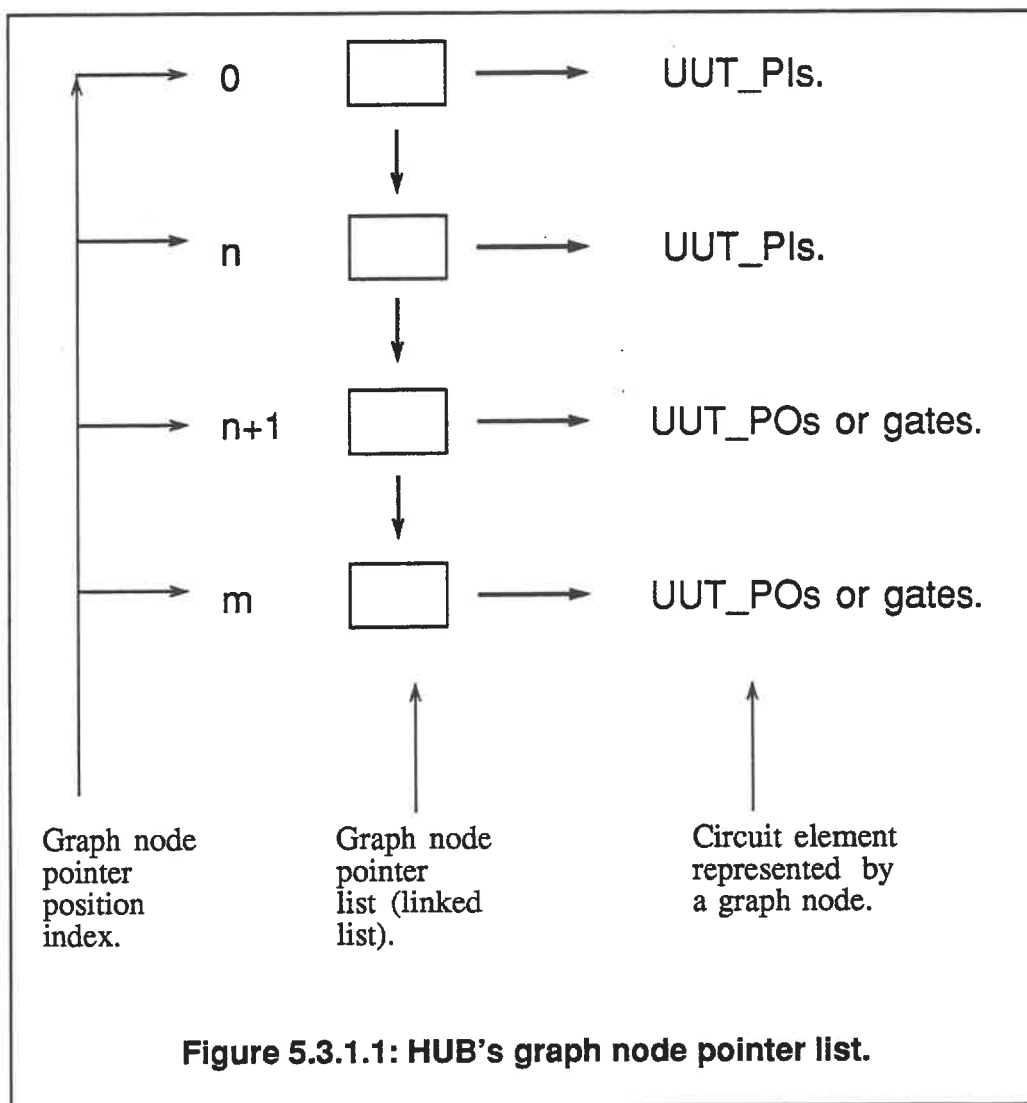 0 UUT_PIs.
n UUT_PIs.
n+1 UUT_POs or gates.
m UUT_POs or gates.
Graph node
pointer
position
index.
Graph node
pointer
list (linked
list).
Circuit element
represented by
a graph node.
Figure 5.3.1.1: HUB's graph node pointer list.